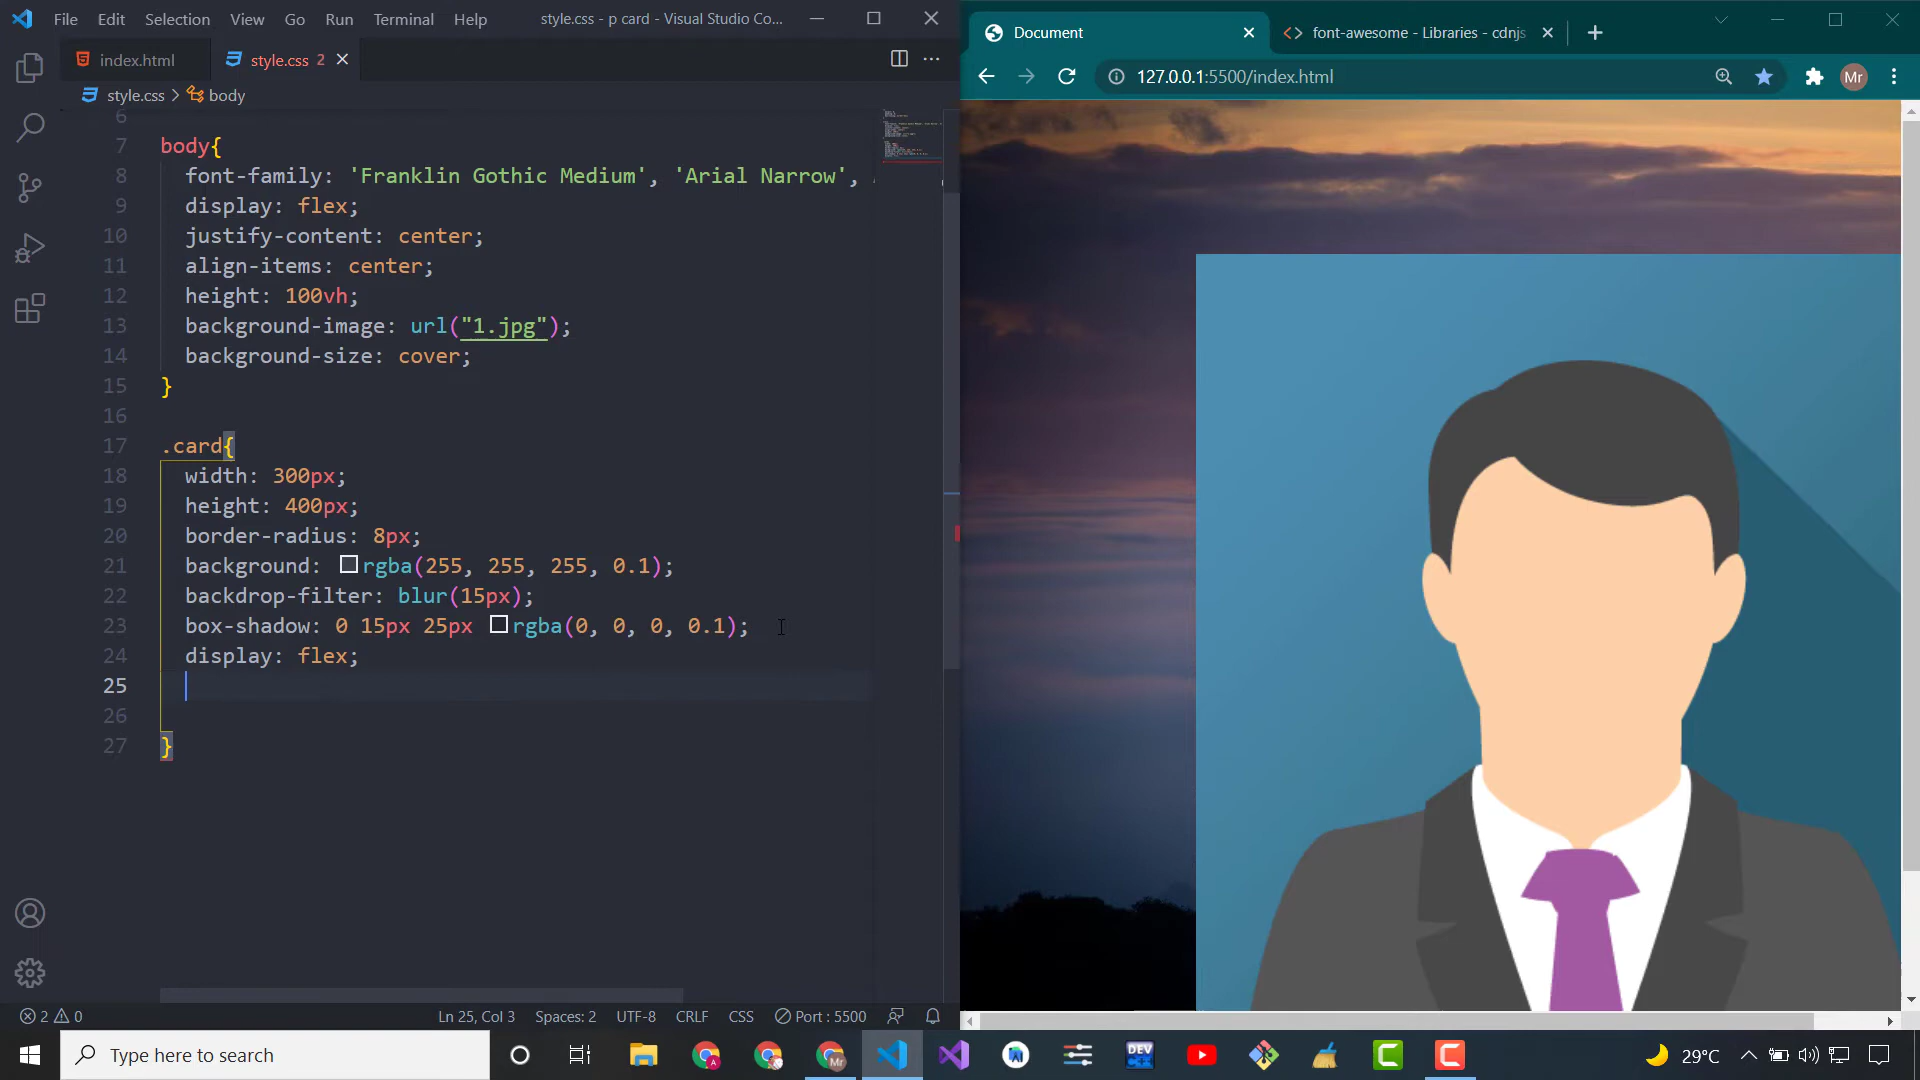 File Edit Selection View Go Run Terminal Help style.css - p card - Visual Studio Co...
index.html style.css 2
style.css > body
6
7 body{
8 font-family: 'Franklin Gothic Medium', 'Arial Narrow',
9 display: flex;
10 justify-content: center;
11 align-items: center;
12 height: 100vh;
13 background-image: url("1.jpg");
14 background-size: cover;
15 }
16
17 .card{
18 width: 300px;
19 height: 400px;
20 border-radius: 8px;
21 background: rgba(255, 255, 255, 0.1);
22 backdrop-filter: blur(15px);
23 box-shadow: 0 15px 25px rgba(0, 0, 0, 0.1);
24 display: flex;
25
26
27 }
2 0 Ln 25, Col 3 Spaces: 2 UTF-8 CRLF CSS Port : 5500
Document font-awesome - Libraries - cdnjs
127.0.0.1:5500/index.html Mr
Type here to search
A
Mr
DEV
C++
29°C